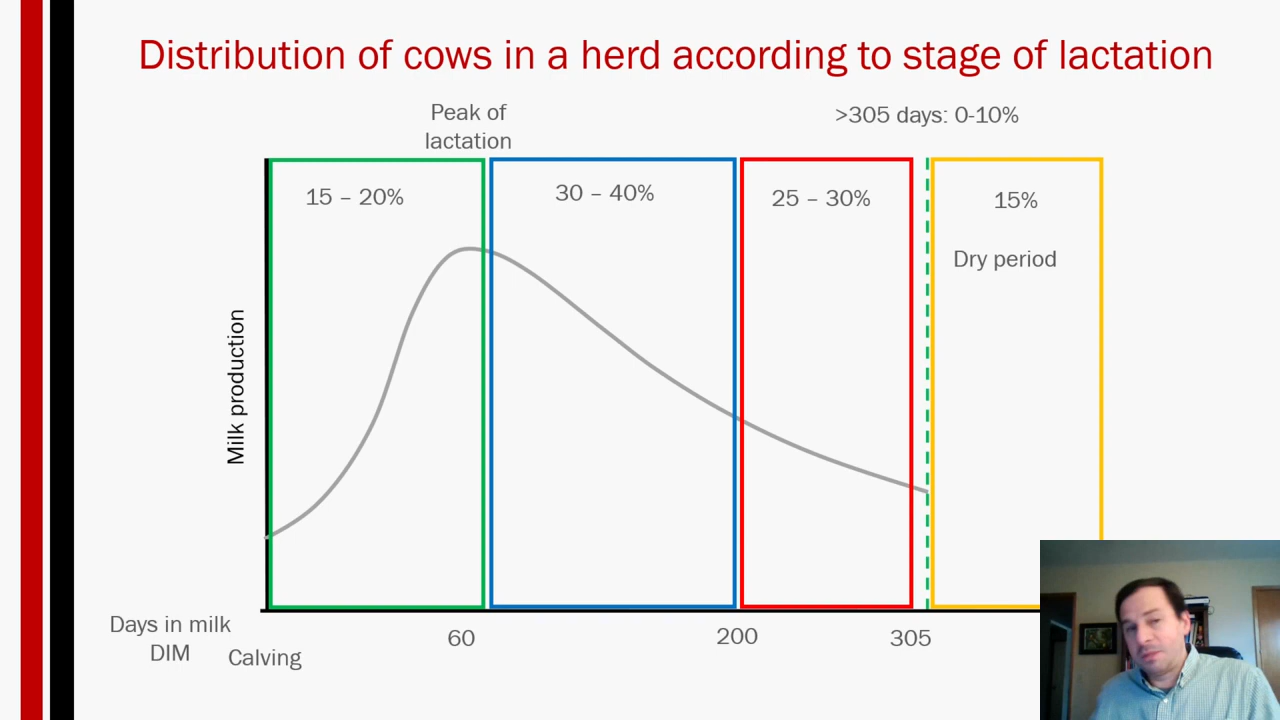 Distribution of cows in a herd according to stage of lactation
Peak of
lactation
>305 days: 0-10%
15 – 20%
30 – 40%
25 – 30%
15%
Dry period
Milk production
Days in milk
DIM
Calving
60
200
305